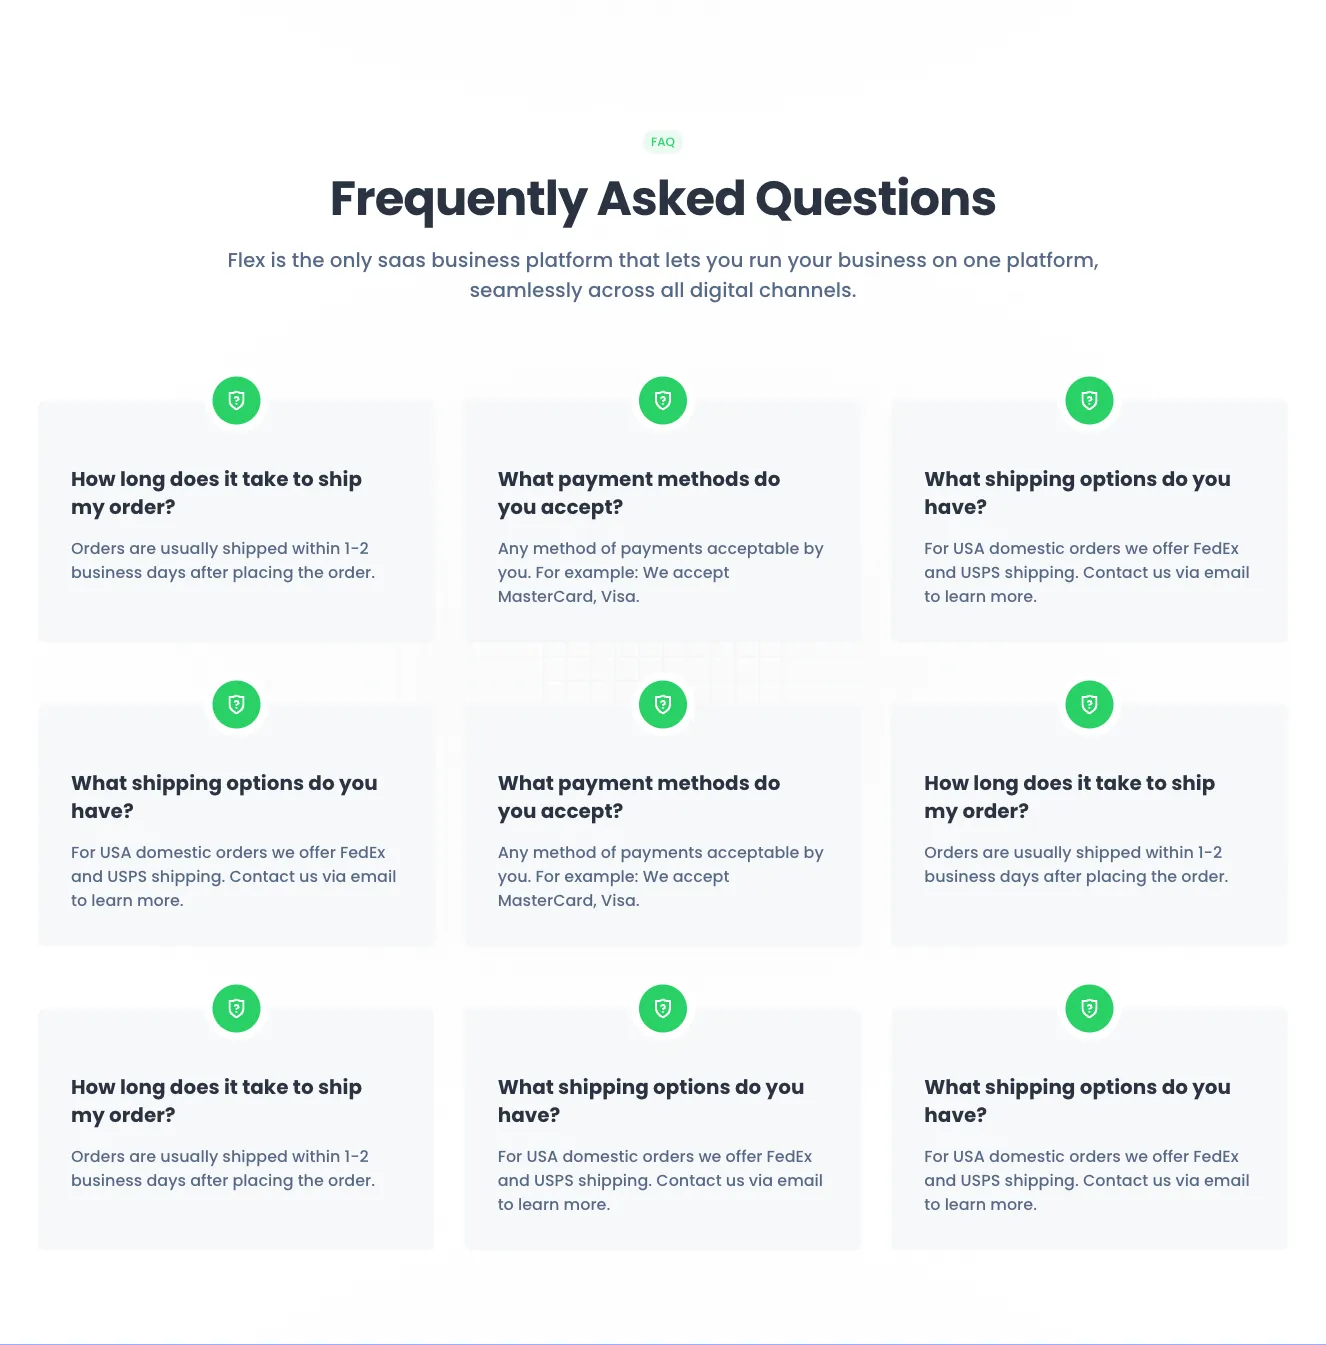 FAQ
Frequently Asked Questions
Flex is the only saas business platform that lets you run your business on one platform,
seamlessly across all digital channels.
How long does it take to ship
my order?
Orders are usually shipped within 1-2
business days after placing the order.
What payment methods do
you accept?
Any method of payments acceptable by
you. For example: We accept
MasterCard, Visa.
What shipping options do you
have?
For USA domestic orders we offer FedEx
and USPS shipping. Contact us via email
to learn more.
What shipping options do you
have?
For USA domestic orders we offer FedEx
and USPS shipping. Contact us via email
to learn more.
What payment methods do
you accept?
Any method of payments acceptable by
you. For example: We accept
MasterCard, Visa.
How long does it take to ship
my order?
Orders are usually shipped within 1-2
business days after placing the order.
How long does it take to ship
my order?
Orders are usually shipped within 1-2
business days after placing the order.
What shipping options do you
have?
For USA domestic orders we offer FedEx
and USPS shipping. Contact us via email
to learn more.
What shipping options do you
have?
For USA domestic orders we offer FedEx
and USPS shipping. Contact us via email
to learn more.